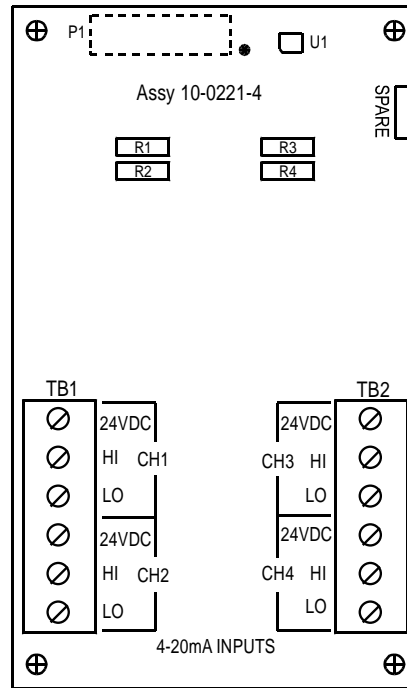 P1
U1
Assy 10-0221-4
SPARE
R1
R3
R2
R4
TB1
TB2
24VDC
24VDC
HI CH1
CH3 HI
LO
LO
24VDC
24VDC
HI CH2
CH4 HI
LO
LO
4-20mA INPUTS